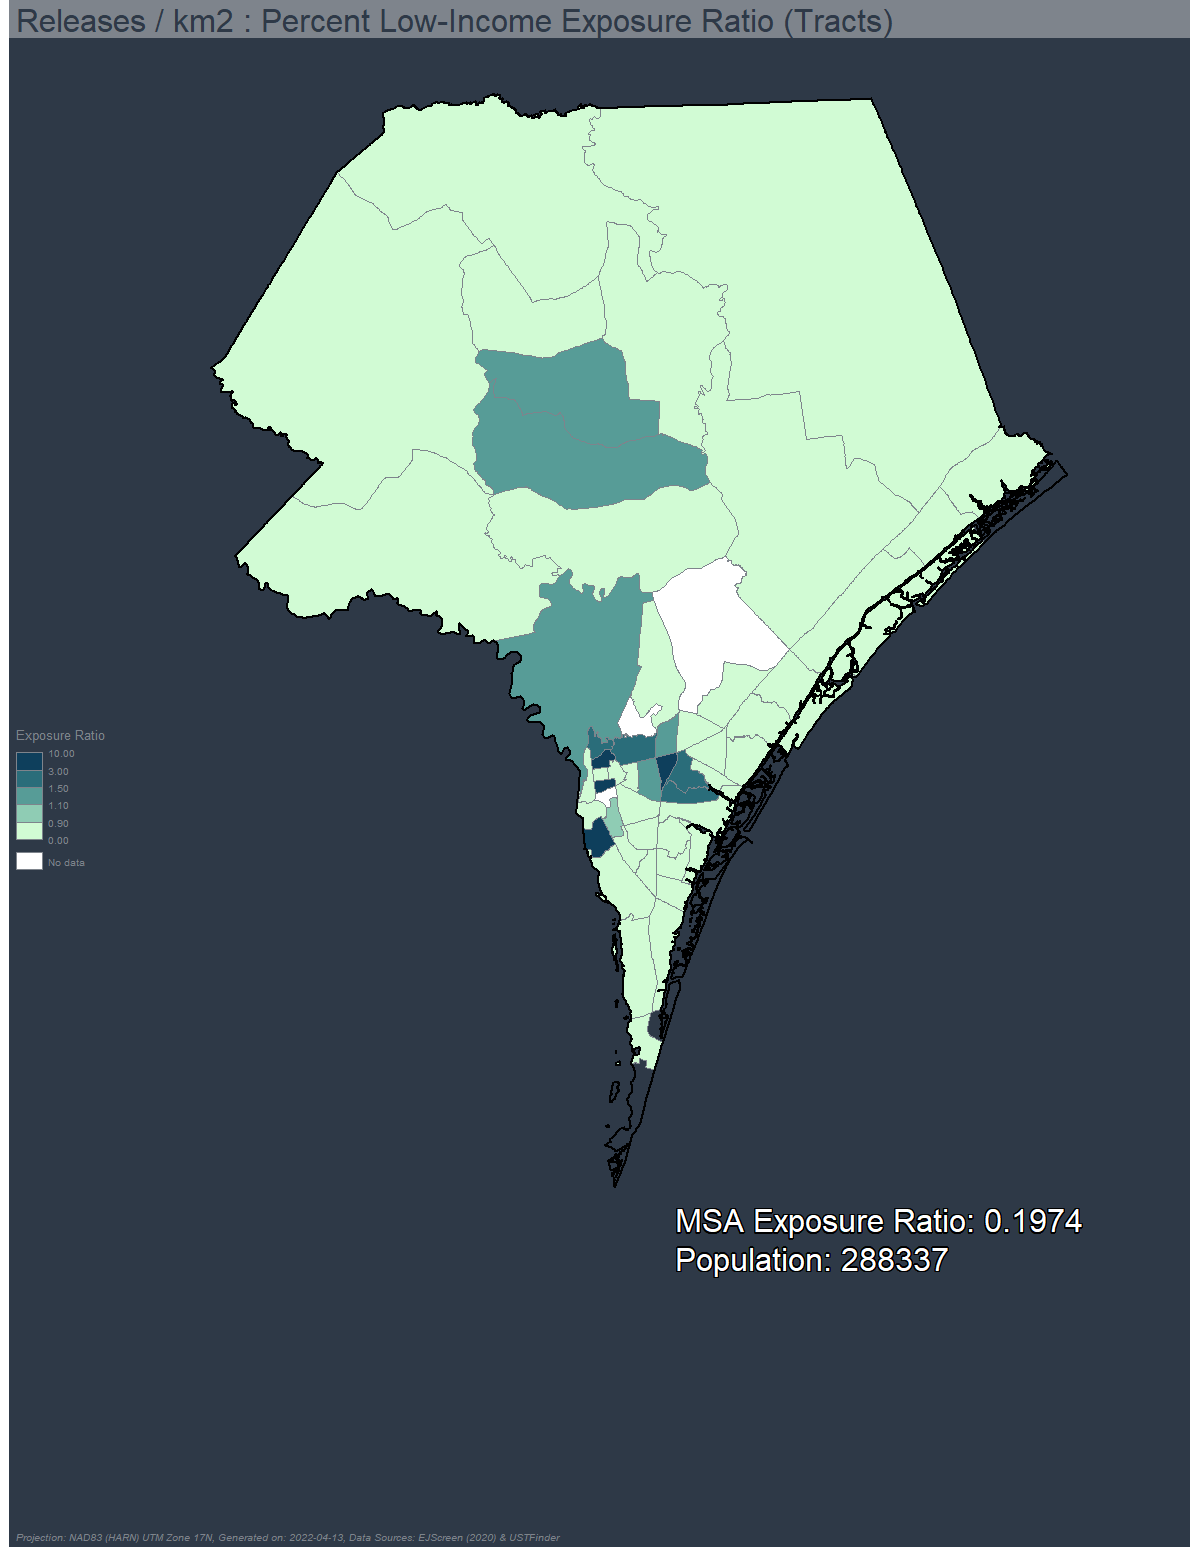 Releases / km2 : Percent Low-Income Exposure Ratio (Tracts)
Exposure Ratio
10.00
3.00
1.50
1.10
0.90
0.00
No data
MSA Exposure Ratio: 0.1974
Population: 288337
Projection: NAD83 (HARN) UTM Zone 17N, Generated on: 2022-04-13, Data Sources: EJScreen (2020) & USTFinder